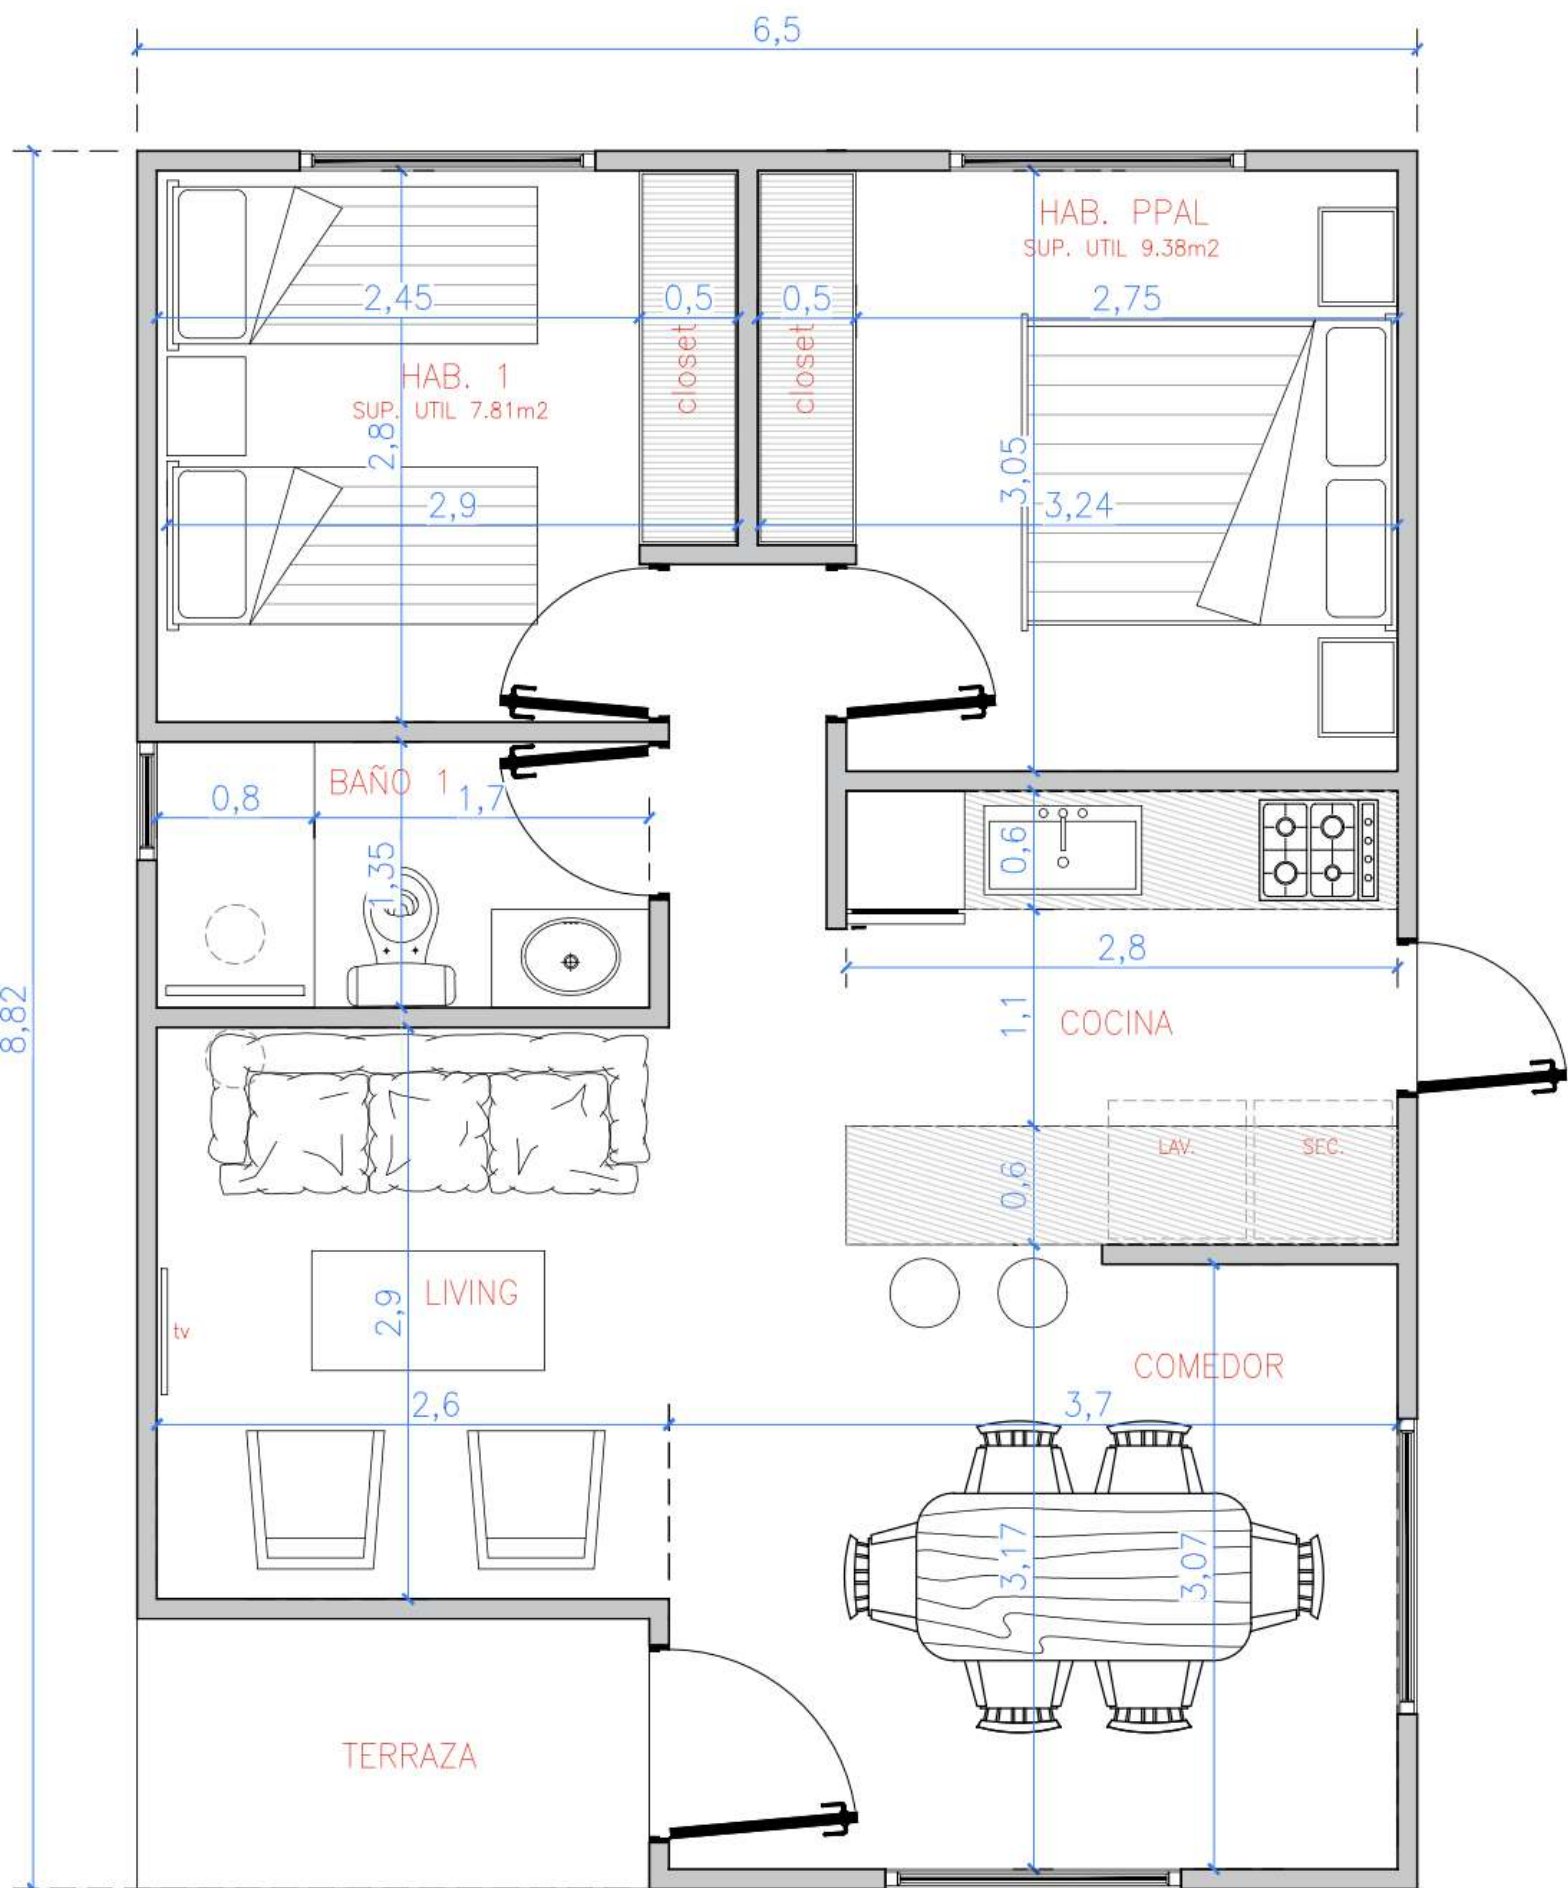 6,5
HAB. PPAL
SUP. UTIL 9.38m2
2,45
0,5
0,5
2,75
closet
closet
HAB. 1
SUP. UTIL 7.81m2
2,8
3,05
2,9
3,24
BAÑO 1
0,8
1,7
1,35
0,6
2,8
8,82
1,1
COCINA
LAV.
SEC.
0,6
LIVING
2,9
tv
COMEDOR
2,6
3,7
3,17
3,07
TERRAZA